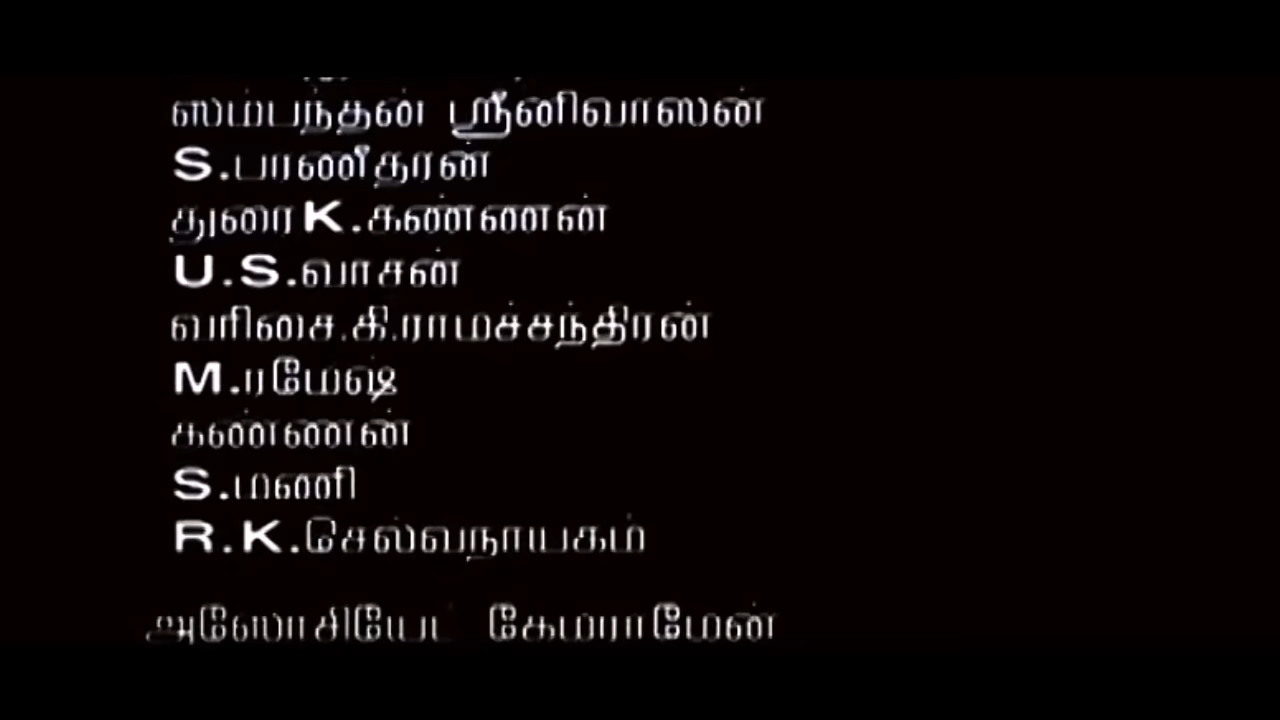 ஸம்பந்தன் ஸ்ரீனிவாஸன்
S.பரணீதரன்
துரை K.கண்ணன்
U.S.வாசன்
வரிசை.கி.ராமச்சந்திரன்
M.ரமேஷ்
கண்ணன்
S.மணி
R.K.செல்வநாயகம்
அஸோசியேட் கேமராமேன்